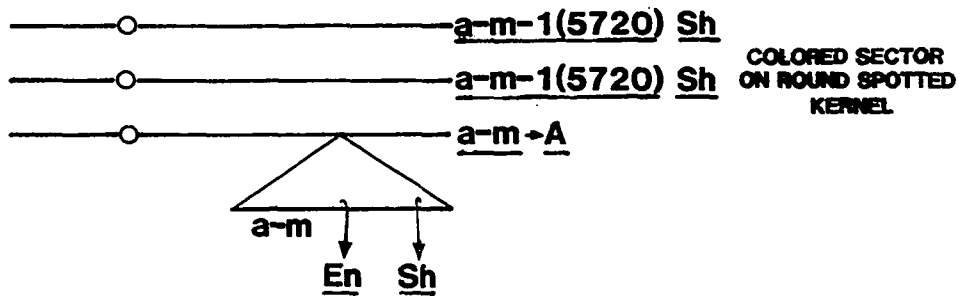 a-m-1(5720) Sh
a-m-1(5720) Sh
COLORED SECTOR
ON ROUND SPOTTED
KERNEL
a-m→A
a-m
En Sh